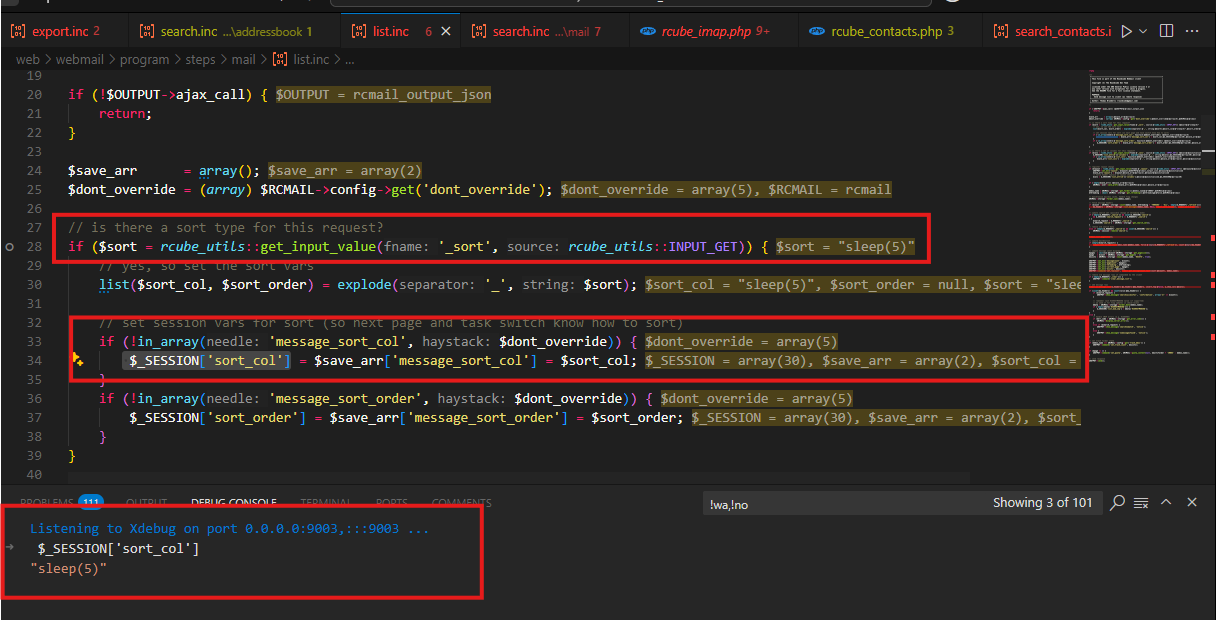 export.inc 2 search.inc ...\addressbook 1 list.inc 6 search.inc ...\mail 7 rcube_imap.php 9+ rcube_contacts.php 3 search_contacts.i
web > webmail > program > steps > mail > list.inc > ...
19
20 if (!$OUTPUT->ajax_call) { $OUTPUT = rcmail_output_json
21 return;
22 }
23
24 $save_arr = array(); $save_arr = array(2)
25 $dont_override = (array) $RCMAIL->config->get('dont_override'); $dont_override = array(5), $RCMAIL = rcmail
26
27 // is there a sort type for this request?
28 if ($sort = rcube_utils::get_input_value(fname: '_sort', source: rcube_utils::INPUT_GET)) { $sort = "sleep(5)"
29 // yes, so set the sort vars
30 list($sort_col, $sort_order) = explode(separator: '_', string: $sort); $sort_col = "sleep(5)", $sort_order = null, $sort = "slee
31
32 // set session vars for sort (so next page and task switch know how to sort)
33 if (!in_array(needle: 'message_sort_col', haystack: $dont_override)) { $dont_override = array(5)
34 $_SESSION['sort_col'] = $save_arr['message_sort_col'] = $sort_col; $_SESSION = array(30), $save_arr = array(2), $sort_col =
35 }
36 if (!in_array(needle: 'message_sort_order', haystack: $dont_override)) { $dont_override = array(5)
37 $_SESSION['sort_order'] = $save_arr['message_sort_order'] = $sort_order; $_SESSION = array(30), $save_arr = array(2), $sort_
38 }
39 }
40
PROBLEMS 111 OUTPUT DEBUG CONSOLE TERMINAL PORTS COMMENTS
!wa,!no Showing 3 of 101
Listening to Xdebug on port 0.0.0.0:9003,:::9003 ...
$_SESSION['sort_col']
"sleep(5)"